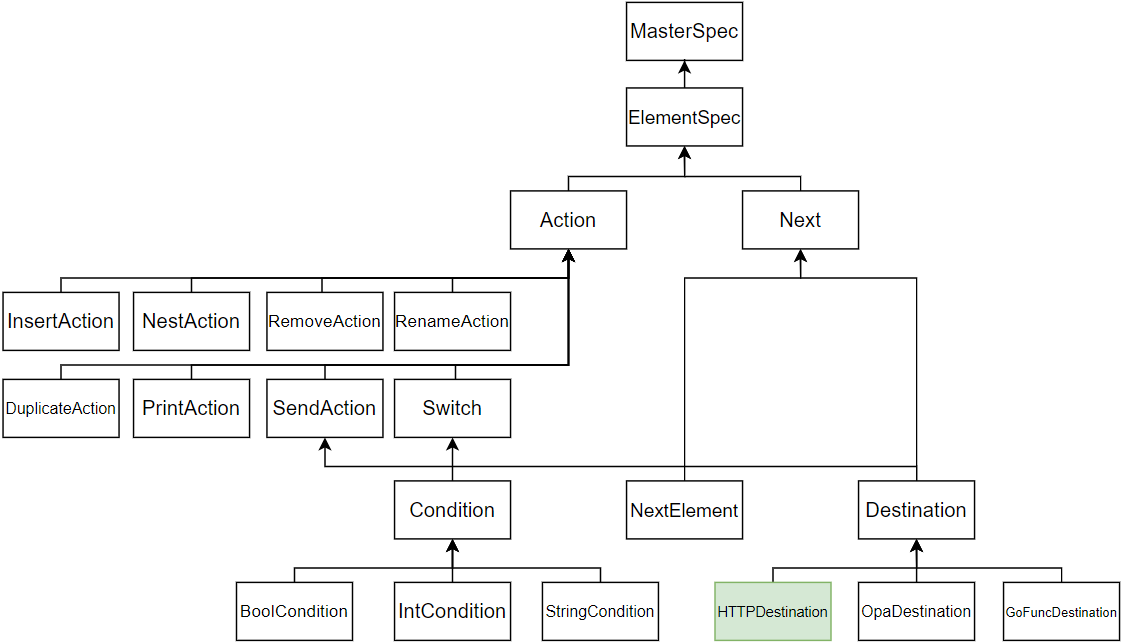 MasterSpec
ElementSpec
Action
Next
InsertAction
NestAction
RemoveAction
RenameAction
DuplicateAction
PrintAction
SendAction
Switch
Condition
NextElement
Destination
BoolCondition
IntCondition
StringCondition
HTTPDestination
OpaDestination
GoFuncDestination